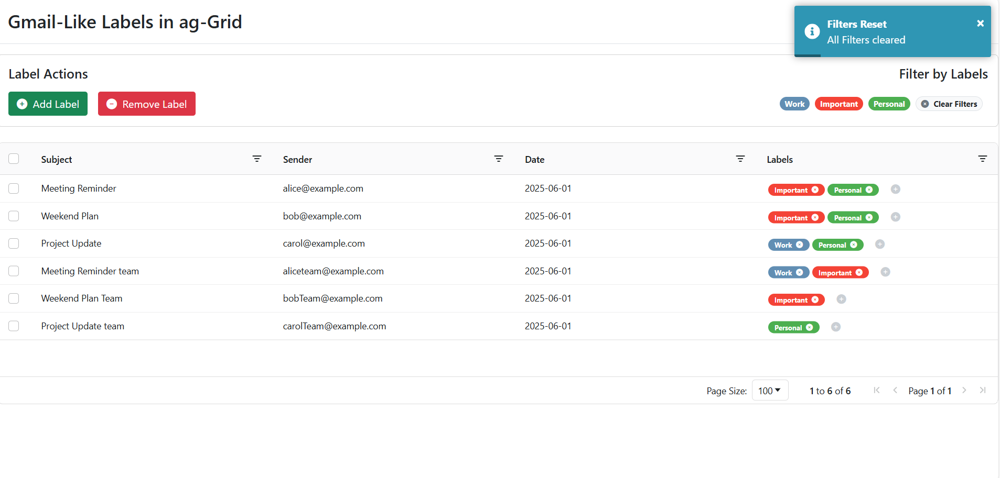 Gmail-Like Labels in ag-Grid
Filters Reset
All Filters cleared
Label Actions
Filter by Labels
Add Label Remove Label
Work Important Personal Clear Filters
Subject Sender Date Labels
Meeting Reminder alice@example.com 2025-06-01 Important Personal
Weekend Plan bob@example.com 2025-06-01 Important Personal
Project Update carol@example.com 2025-06-01 Work Personal
Meeting Reminder team aliceteam@example.com 2025-06-01 Work Important
Weekend Plan Team bobTeam@example.com 2025-06-01 Important
Project Update team carolTeam@example.com 2025-06-01 Personal
Page Size: 100 1 to 6 of 6 Page 1 of 1